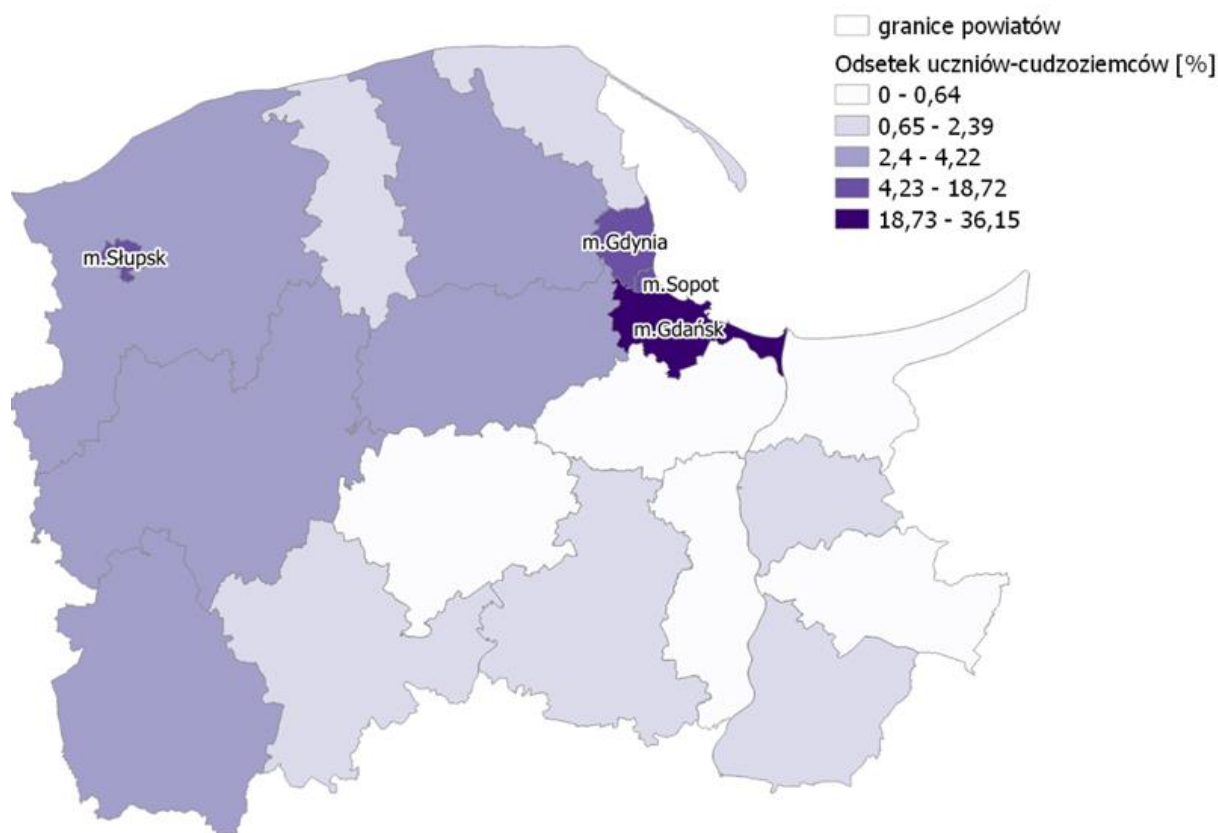 granice powiatów
Odsetek uczniów-cudzoziemców [%]
0 - 0,64
0,65 - 2,39
2,4 - 4,22
4,23 - 18,72
18,73 - 36,15
m.Słupsk
m.Gdynia
m.Sopot
m.Gdańsk